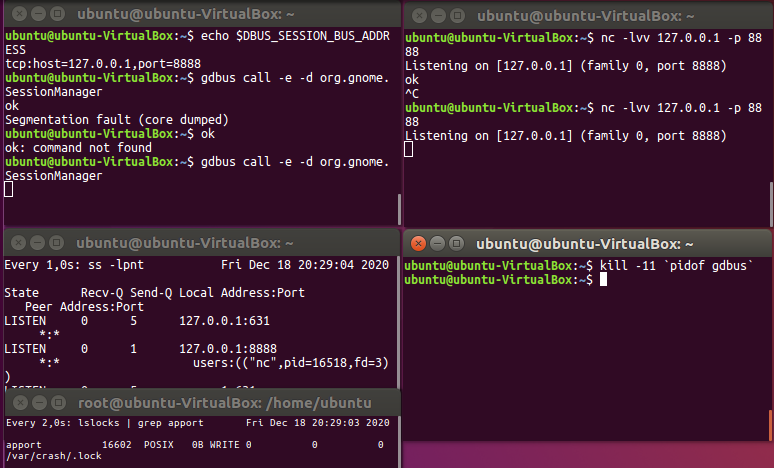 ubuntu@ubuntu-VirtualBox: ~
ubuntu@ubuntu-VirtualBox:~$ echo $DBUS_SESSION_BUS_ADDR
ESS
tcp:host=127.0.0.1,port=8888
ubuntu@ubuntu-VirtualBox:~$ gdbus call -e -d org.gnome.
SessionManager
ok
Segmentation fault (core dumped)
ubuntu@ubuntu-VirtualBox:~$ ok
ok: command not found
ubuntu@ubuntu-VirtualBox:~$ gdbus call -e -d org.gnome.
SessionManager
ubuntu@ubuntu-VirtualBox: ~
ubuntu@ubuntu-VirtualBox:~$ nc -lvv 127.0.0.1 -p 88
88
Listening on [127.0.0.1] (family 0, port 8888)
ok
^C
ubuntu@ubuntu-VirtualBox:~$ nc -lvv 127.0.0.1 -p 88
88
Listening on [127.0.0.1] (family 0, port 8888)
ubuntu@ubuntu-VirtualBox: ~
Every 1,0s: ss -lpnt Fri Dec 18 20:29:04 2020
State Recv-Q Send-Q Local Address:Port
Peer Address:Port
LISTEN 0 5 127.0.0.1:631
*:*
LISTEN 0 1 127.0.0.1:8888
*:* users:(("nc",pid=16518,fd=3)
)
root@ubuntu-VirtualBox: /home/ubuntu
Every 2,0s: lslocks | grep apport Fri Dec 18 20:29:03 2020
apport 16602 POSIX 0B WRITE 0 0 0
/var/crash/.lock
ubuntu@ubuntu-VirtualBox: ~
ubuntu@ubuntu-VirtualBox:~$ kill -11 `pidof gdbus`
ubuntu@ubuntu-VirtualBox:~$